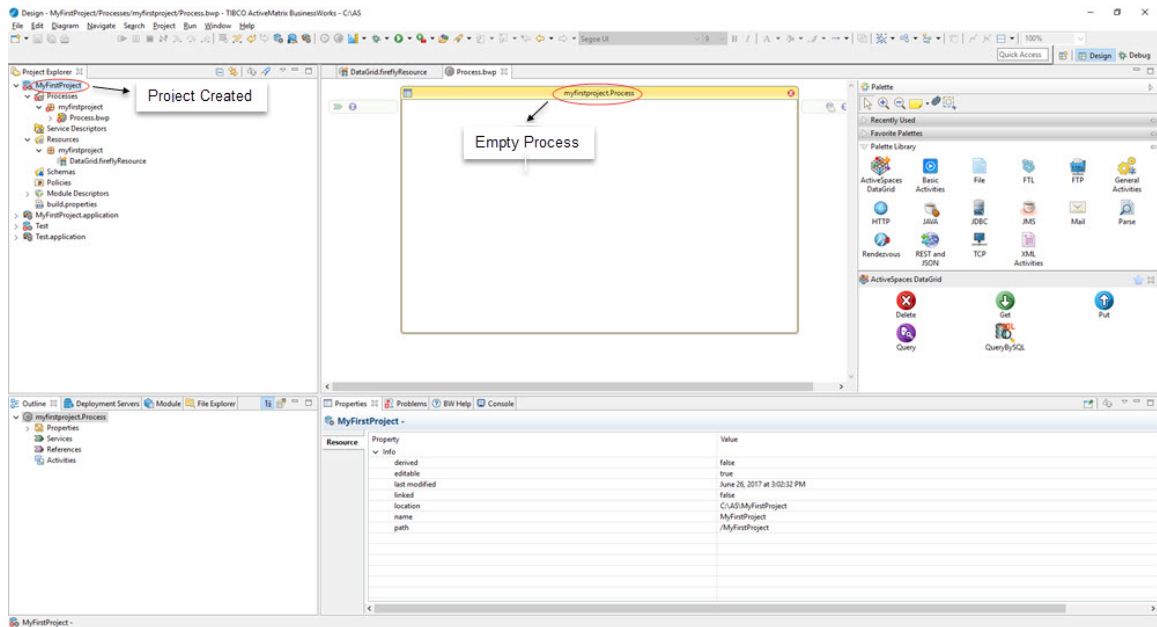 Design - MyFirstProject/Processes/myfirstproject/Process.bwp - TIBCO ActiveMatrix BusinessWorks - C:\AS
File Edit Diagram Navigate Search Project Run Window Help
Segoe UI 9 B I A 100%
Quick Access Design Debug
Project Explorer
MyFirstProject
Processes
myfirstproject
Process.bwp
Service Descriptors
Resources
myfirstproject
DataGrid.fireflyResource
Schemas
Policies
Module Descriptors
build.properties
MyFirstProject.application
Test
Test.application
Project Created
DataGrid.fireflyResource Process.bwp
myfirstproject.Process
Empty Process
Palette
Recently Used
Favorite Palettes
Palette Library
ActiveSpaces DataGrid
Basic Activities
File
FTL
FTP
General Activities
HTTP
JAVA
JDBC
JMS
Mail
Parse
Rendezvous
REST and JSON
TCP
XML Activities
ActiveSpaces DataGrid
Delete
Get
Put
Query
QueryBySQL
Outline Deployment Servers Module File Explorer
myfirstproject.Process
Properties
Services
References
Activities
Properties Problems BW Help Console
MyFirstProject -
Resource
Property Value
Info
derived false
editable true
last modified June 26, 2017 at 3:02:32 PM
linked false
location C:\AS\MyFirstProject
name MyFirstProject
path /MyFirstProject
MyFirstProject -